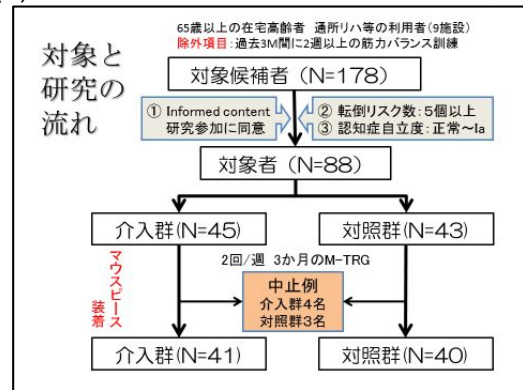 65歳以上の在宅高齢者 通所リハ等の利用者(9施設)
除外項目:過去3M間に2週以上の筋力バランス訓練
対象と
研究の
流れ
対象候補者(N=178)
① Informed content
研究参加に同意
② 転倒リスク数:5個以上
③ 認知症自立度:正常~Ⅰa
対象者(N=88)
介入群(N=45)
対照群(N=43)
マウスピース
装着
2回/週 3か月のM-TRG
中止例
介入群4名
対照群3名
介入群(N=41)
対照群(N=40)